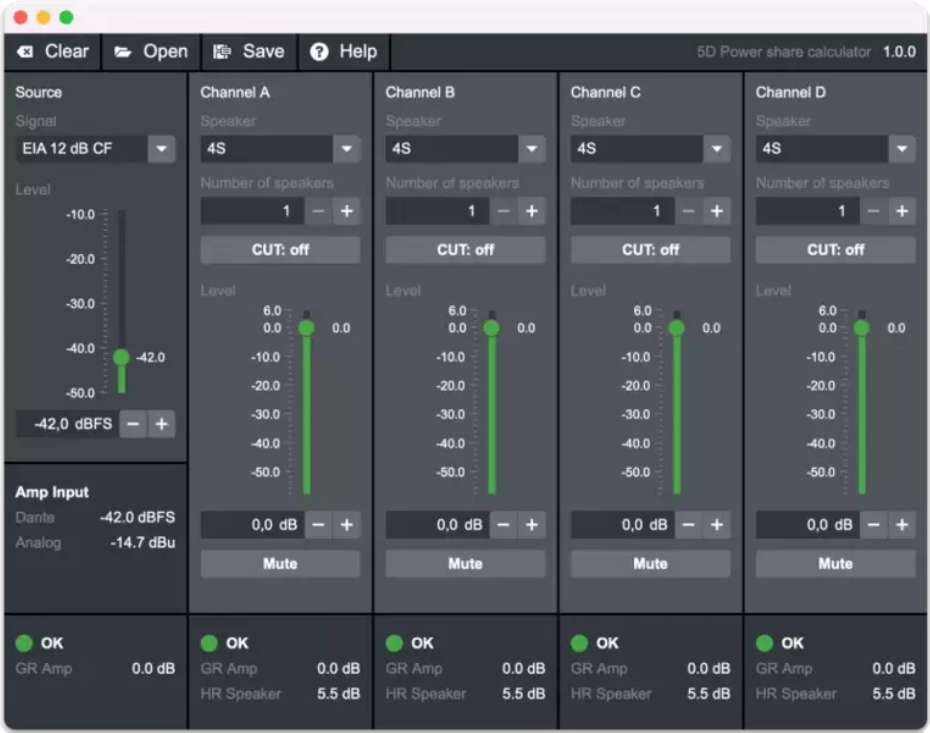 Clear Open Save Help 5D Power share calculator 1.0.0
Source
Signal
EIA 12 dB CF
Level
-10.0
-20.0
-30.0
-40.0
-42.0
-50.0
-42,0 dBFS − +
Amp Input
Dante -42.0 dBFS
Analog -14.7 dBu
OK
GR Amp 0.0 dB
Channel A
Speaker
4S
Number of speakers
1 − +
CUT: off
Level
6.0
0.0 0.0
-10.0
-20.0
-30.0
-40.0
-50.0
0,0 dB − +
Mute
OK
GR Amp 0.0 dB
HR Speaker 5.5 dB
Channel B
Speaker
4S
Number of speakers
1 − +
CUT: off
Level
6.0
0.0 0.0
-10.0
-20.0
-30.0
-40.0
-50.0
0,0 dB − +
Mute
OK
GR Amp 0.0 dB
HR Speaker 5.5 dB
Channel C
Speaker
4S
Number of speakers
1 − +
CUT: off
Level
6.0
0.0 0.0
-10.0
-20.0
-30.0
-40.0
-50.0
0,0 dB − +
Mute
OK
GR Amp 0.0 dB
HR Speaker 5.5 dB
Channel D
Speaker
4S
Number of speakers
1 − +
CUT: off
Level
6.0
0.0 0.0
-10.0
-20.0
-30.0
-40.0
-50.0
0,0 dB − +
Mute
OK
GR Amp 0.0 dB
HR Speaker 5.5 dB